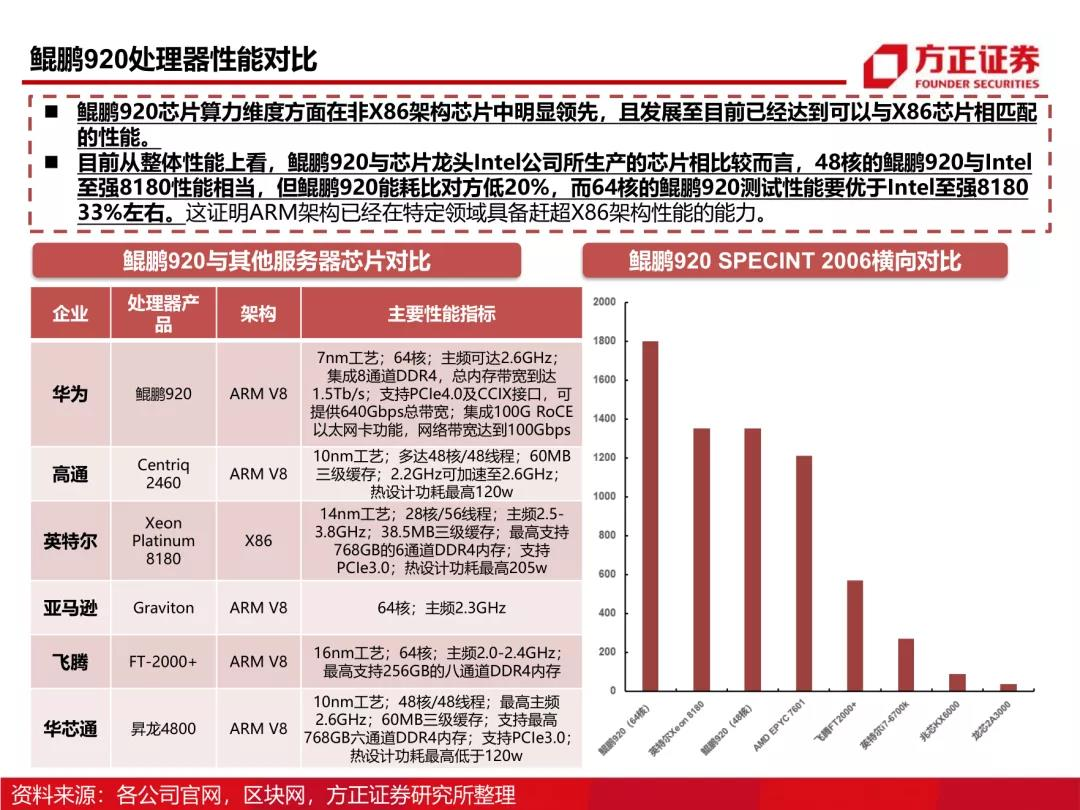 鲲鹏920处理器性能对比
方正证券
FOUNDER SECURITIES
■ 鲲鹏920芯片算力维度方面在非X86架构芯片中明显领先，且发展至目前已经达到可以与X86芯片相匹配
的性能。
■ 目前从整体性能上看，鲲鹏920与芯片龙头Intel公司所生产的芯片相比较而言，48核的鲲鹏920与Intel
至强8180性能相当，但鲲鹏920能耗比对方低20%，而64核的鲲鹏920测试性能要优于Intel至强8180
33%左右。这证明ARM架构已经在特定领域具备赶超X86架构性能的能力。
鲲鹏920与其他服务器芯片对比
企业
处理器产
品
架构
主要性能指标
华为
鲲鹏920
ARM V8
7nm工艺；64核；主频可达2.6GHz；
集成8通道DDR4，总内存带宽到达
1.5Tb/s；支持PCIe4.0及CCIX接口，可
提供640Gbps总带宽；集成100G RoCE
以太网卡功能，网络带宽达到100Gbps
高通
Centriq
2460
ARM V8
10nm工艺；多达48核/48线程；60MB
三级缓存；2.2GHz可加速至2.6GHz；
热设计功耗最高120w
英特尔
Xeon
Platinum
8180
X86
14nm工艺；28核/56线程；主频2.5-
3.8GHz；38.5MB三级缓存；最高支持
768GB的6通道DDR4内存；支持
PCIe3.0；热设计功耗最高205w
亚马逊
Graviton
ARM V8
64核；主频2.3GHz
飞腾
FT-2000+
ARM V8
16nm工艺；64核；主频2.0-2.4GHz；
最高支持256GB的八通道DDR4内存
华芯通
昇龙4800
ARM V8
10nm工艺；48核/48线程；最高主频
2.6GHz；60MB三级缓存；支持最高
768GB六通道DDR4内存；支持PCIe3.0；
热设计功耗最高低于120w
鲲鹏920 SPECINT 2006横向对比
2000
1800
1600
1400
1200
1000
800
600
400
200
0
鲲鹏920（64核）
英特尔Xeon 8180
鲲鹏920（48核）
AMD EPYC 7601
飞腾FT2000+
英特尔i7-6700k
兆芯KX6000
龙芯2A3000
资料来源：各公司官网，区块网，方正证券研究所整理